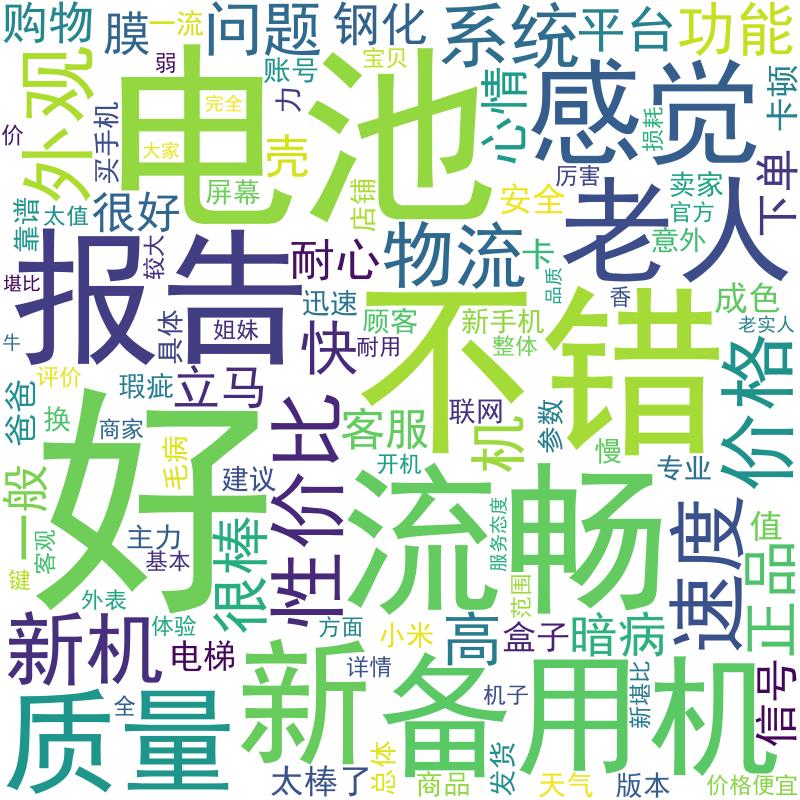 购物
膜
一流
问题
钢化
系统
平台
功能
弱
账号
宝贝
外观
电池
感觉
心情
卡顿
价
买手机
完全
力
大家
壳
损耗
屏幕
店铺
安全
厉害
卖家
下单
靠谱
太值
很好
官方
老人
报告
较大
耐心
物流
卡
意外
堪比
品质
香
成色
迅速
顾客
新手机
不错
老实人
牛
具体
姐妹
快
耐用
整体
价格
爸爸
评价
瑕疵
立马
联网
换
商家
毛病
性价比
客服
机
参数
慢
开机
专业
好
建议
流畅
一般
客观
主力
很棒
服务态度
速度
值
正品
键
基本
外表
体验
方面
范围
小米
高
盒子
暗病
新机
电梯
详情
信号
质量
全
新
备用机
机子
新堪比
太棒了
总体
商品
发货
天气
版本
价格便宜